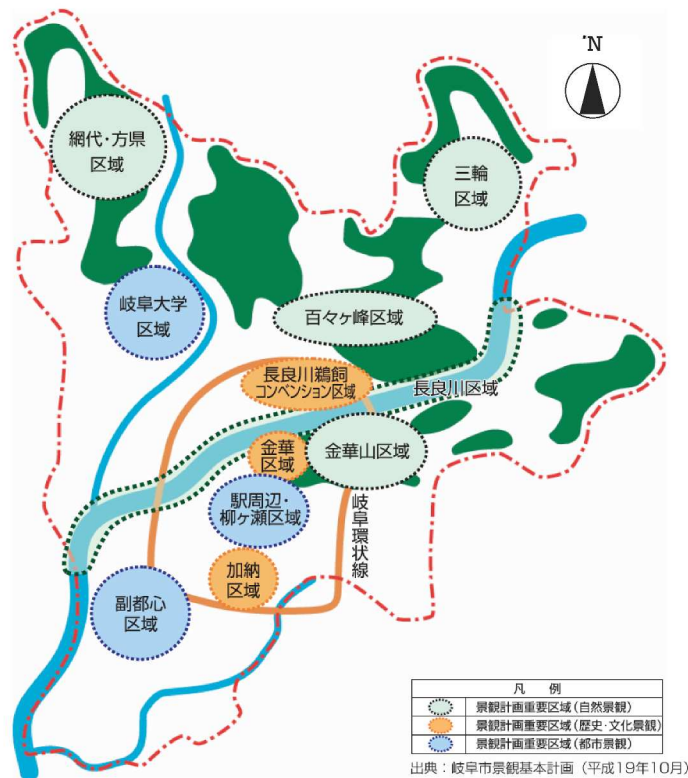 'N
網代・方県
区域
三輪
区域
岐阜大学
区域
百々ヶ峰区域
長良川鵜飼
コンベンション区域
長良川区域
金華
区域
金華山区域
駅周辺・
柳ヶ瀬区域
岐阜環状線
加納
区域
副都心
区域
凡 例
景観計画重要区域(自然景観)
景観計画重要区域(歴史・文化景観)
景観計画重要区域(都市景観)
出典：岐阜市景観基本計画（平成19年10月）